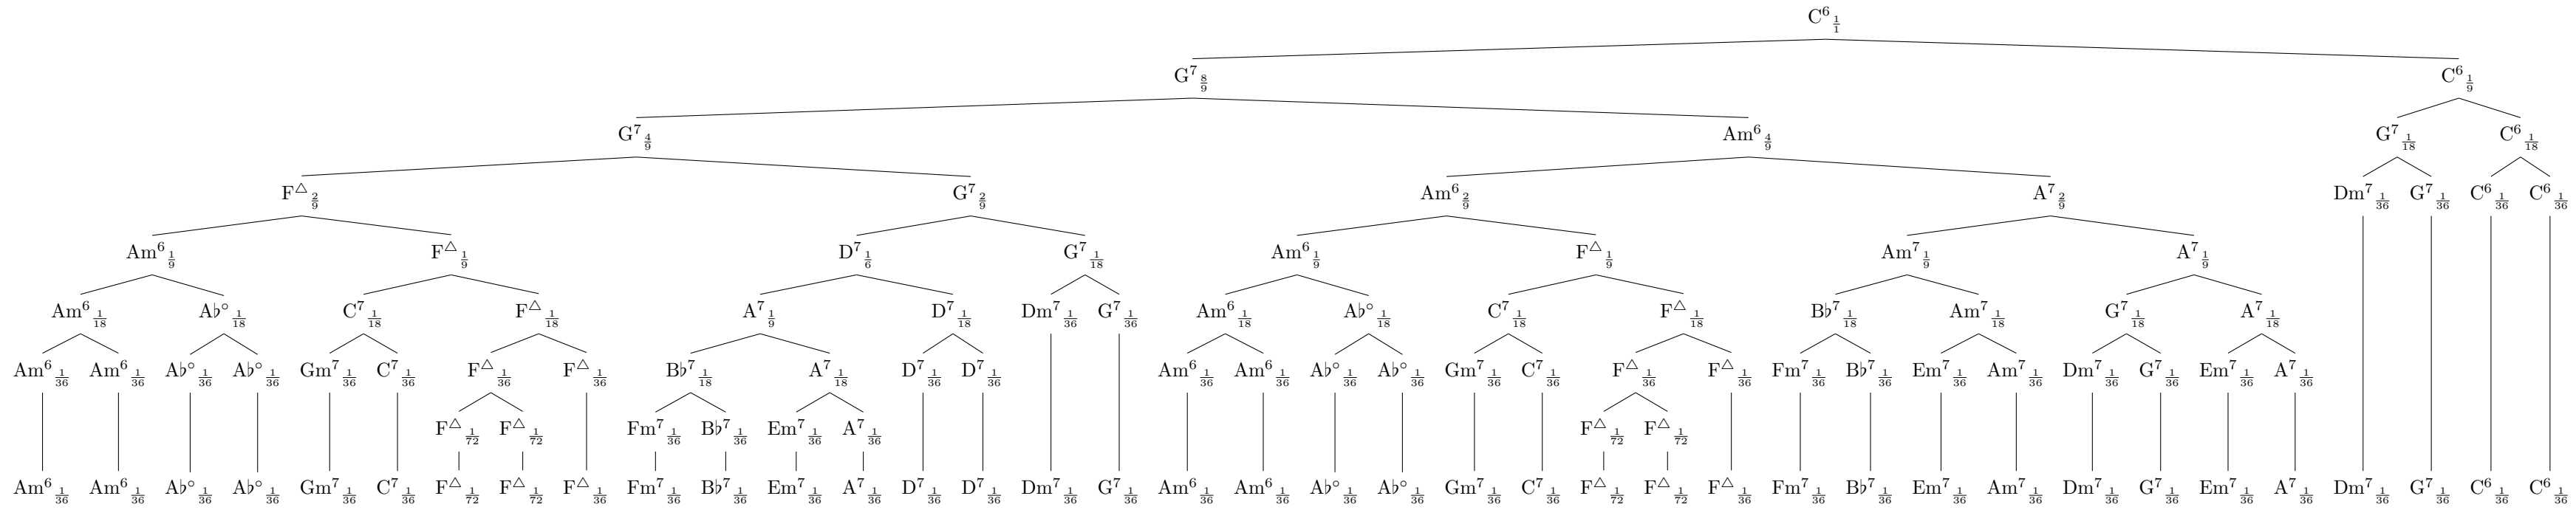 C⁶ 1/1
G⁷ 8/9 C⁶ 1/9
G⁷ 4/9 Am⁶ 4/9 G⁷ 1/18 C⁶ 1/18
F△ 2/9 G⁷ 2/9 Am⁶ 2/9 A⁷ 2/9 Dm⁷ 1/36 G⁷ 1/36 C⁶ 1/36 C⁶ 1/36
Am⁶ 1/9 F△ 1/9 D⁷ 1/6 G⁷ 1/18 Am⁶ 1/9 F△ 1/9 Am⁷ 1/9 A⁷ 1/9
Am⁶ 1/18 A♭° 1/18 C⁷ 1/18 F△ 1/18 A⁷ 1/9 D⁷ 1/18 Dm⁷ 1/36 G⁷ 1/36 Am⁶ 1/18 A♭° 1/18 C⁷ 1/18 F△ 1/18 B♭⁷ 1/18 Am⁷ 1/18 G⁷ 1/18 A⁷ 1/18
Am⁶ 1/36 Am⁶ 1/36 A♭° 1/36 A♭° 1/36 Gm⁷ 1/36 C⁷ 1/36 F△ 1/36 F△ 1/36 B♭⁷ 1/18 A⁷ 1/18 D⁷ 1/36 D⁷ 1/36 Am⁶ 1/36 Am⁶ 1/36 A♭° 1/36 A♭° 1/36 Gm⁷ 1/36 C⁷ 1/36 F△ 1/36 F△ 1/36 Fm⁷ 1/36 B♭⁷ 1/36 Em⁷ 1/36 Am⁷ 1/36 Dm⁷ 1/36 G⁷ 1/36 Em⁷ 1/36 A⁷ 1/36
F△ 1/72 F△ 1/72 Fm⁷ 1/36 B♭⁷ 1/36 Em⁷ 1/36 A⁷ 1/36 F△ 1/72 F△ 1/72
Am⁶ 1/36 Am⁶ 1/36 A♭° 1/36 A♭° 1/36 Gm⁷ 1/36 C⁷ 1/36 F△ 1/72 F△ 1/72 F△ 1/36 Fm⁷ 1/36 B♭⁷ 1/36 Em⁷ 1/36 A⁷ 1/36 D⁷ 1/36 D⁷ 1/36 Dm⁷ 1/36 G⁷ 1/36 Am⁶ 1/36 Am⁶ 1/36 A♭° 1/36 A♭° 1/36 Gm⁷ 1/36 C⁷ 1/36 F△ 1/72 F△ 1/72 F△ 1/36 Fm⁷ 1/36 B♭⁷ 1/36 Em⁷ 1/36 Am⁷ 1/36 Dm⁷ 1/36 G⁷ 1/36 Em⁷ 1/36 A⁷ 1/36 Dm⁷ 1/36 G⁷ 1/36 C⁶ 1/36 C⁶ 1/36